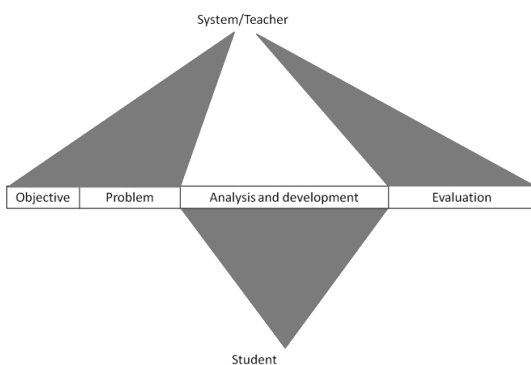 System/Teacher
Objective
Problem
Analysis and development
Evaluation
Student